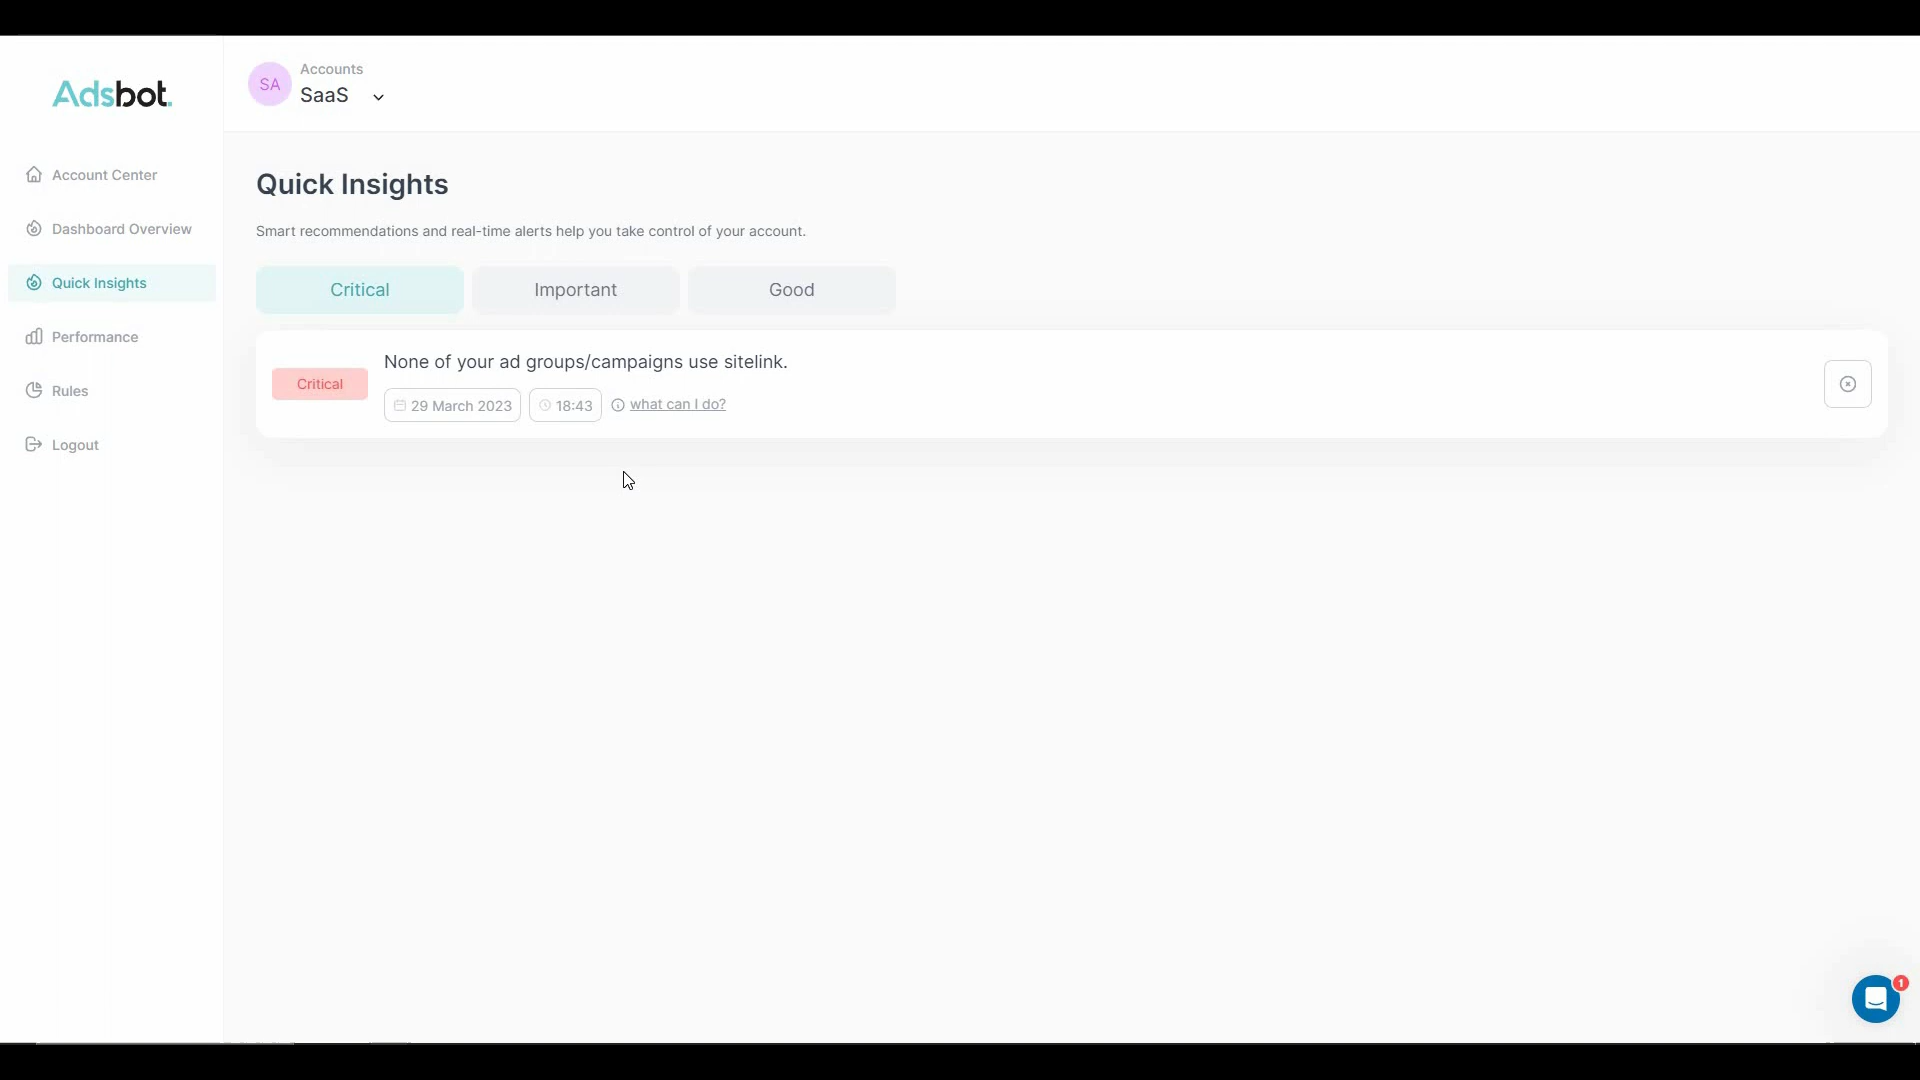 Adsbot.
Account Center
Dashboard Overview
Quick Insights
Performance
Rules
Logout
SA
Accounts
SaaS
Quick Insights
Smart recommendations and real-time alerts help you take control of your account.
Critical
Important
Good
Critical
None of your ad groups/campaigns use sitelink.
29 March 2023
18:43
what can I do?
1